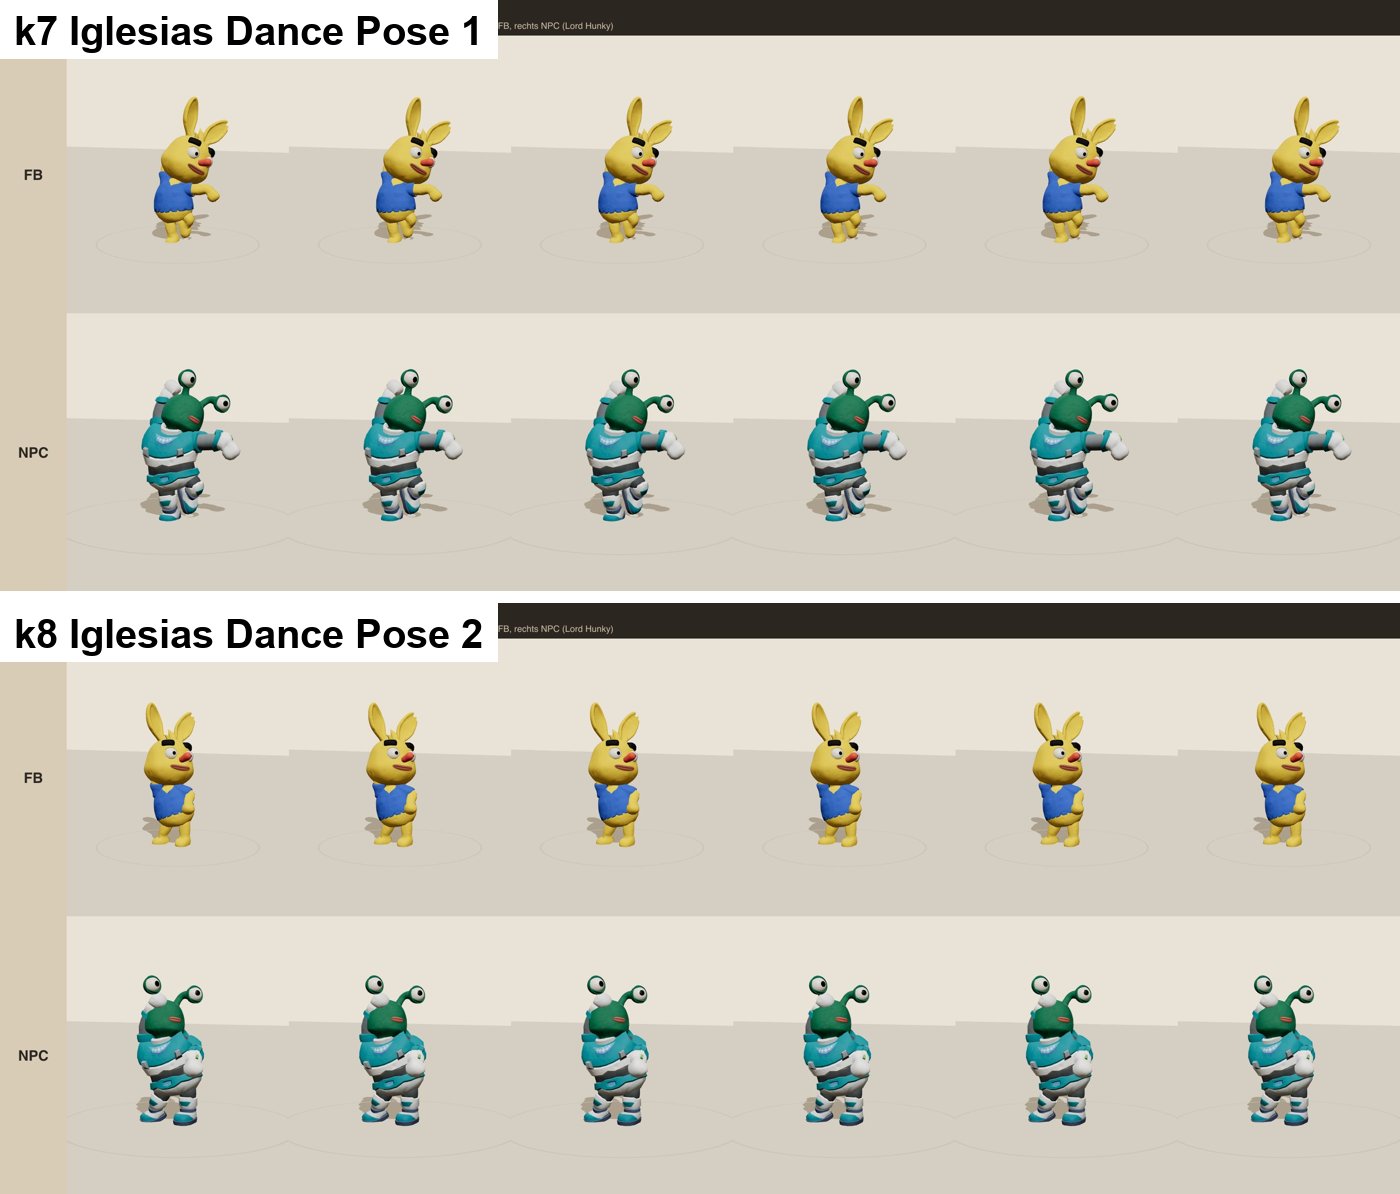 k7 Iglesias Dance Pose 1
FB, rechts NPC (Lord Hunky)
FB
NPC
k8 Iglesias Dance Pose 2
FB, rechts NPC (Lord Hunky)
FB
NPC